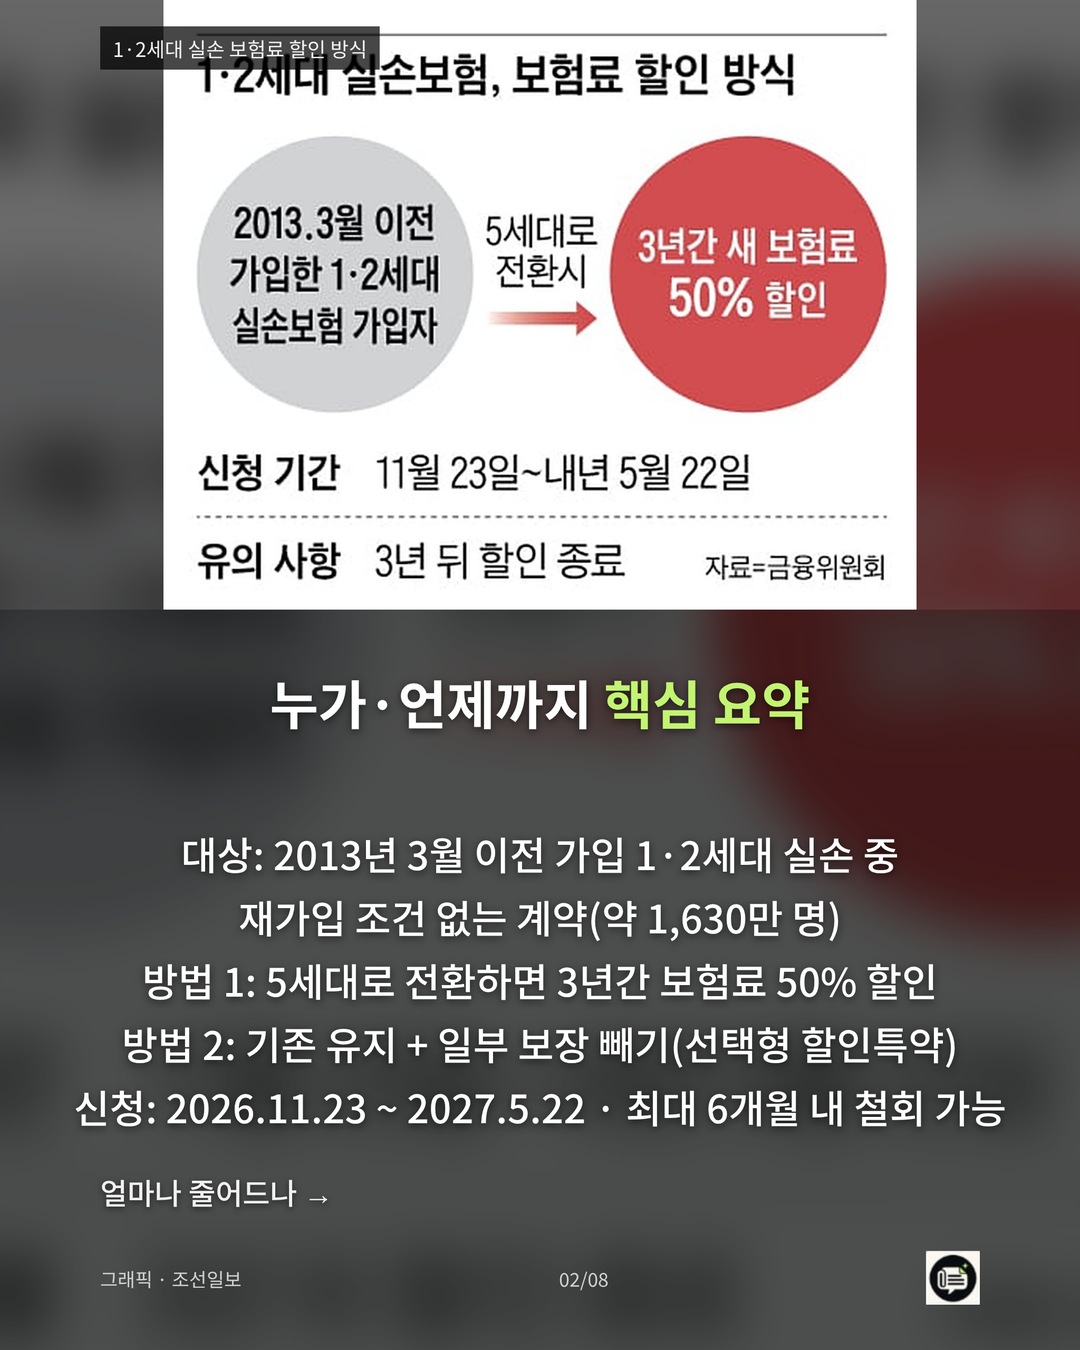 1·2세대 실손 보험료 할인 방식
1·2세대 실손보험, 보험료 할인 방식
2013.3월 이전
가입한 1·2세대
실손보험 가입자
5세대로
전환시
3년간 새 보험료
50% 할인
신청 기간 11월 23일~내년 5월 22일
유의 사항 3년 뒤 할인 종료 자료=금융위원회
누가·언제까지 핵심 요약
대상: 2013년 3월 이전 가입 1·2세대 실손 중
재가입 조건 없는 계약(약 1,630만 명)
방법 1: 5세대로 전환하면 3년간 보험료 50% 할인
방법 2: 기존 유지 + 일부 보장 빼기(선택형 할인특약)
신청: 2026.11.23 ~ 2027.5.22 · 최대 6개월 내 철회 가능
얼마나 줄어드나 →
그래픽 · 조선일보 02/08